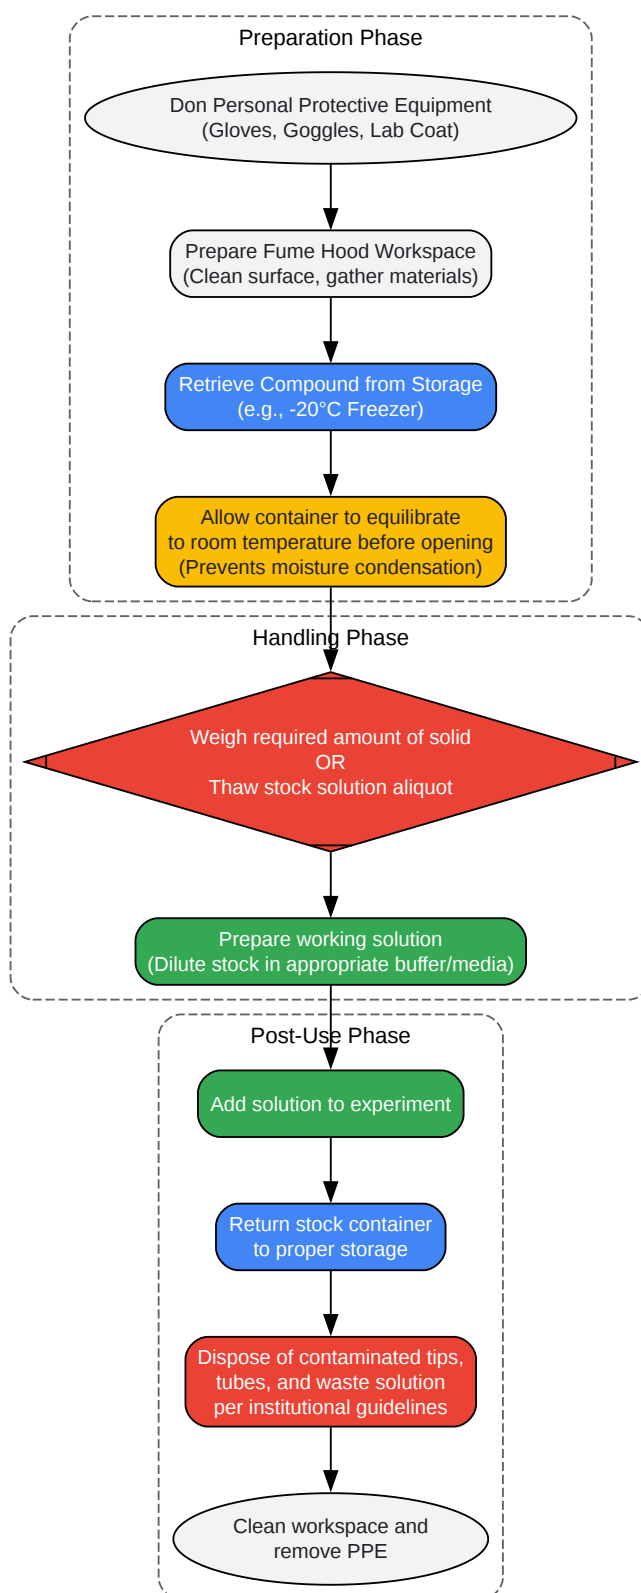 Preparation Phase
Don Personal Protective Equipment
(Gloves, Goggles, Lab Coat)
Prepare Fume Hood Workspace
(Clean surface, gather materials)
Retrieve Compound from Storage
(e.g., -20°C Freezer)
Allow container to equilibrate
to room temperature before opening
(Prevents moisture condensation)
Handling Phase
Weigh required amount of solid
OR
Thaw stock solution aliquot
Prepare working solution
(Dilute stock in appropriate buffer/media)
Post-Use Phase
Add solution to experiment
Return stock container
to proper storage
Dispose of contaminated tips,
tubes, and waste solution
per institutional guidelines
Clean workspace and
remove PPE